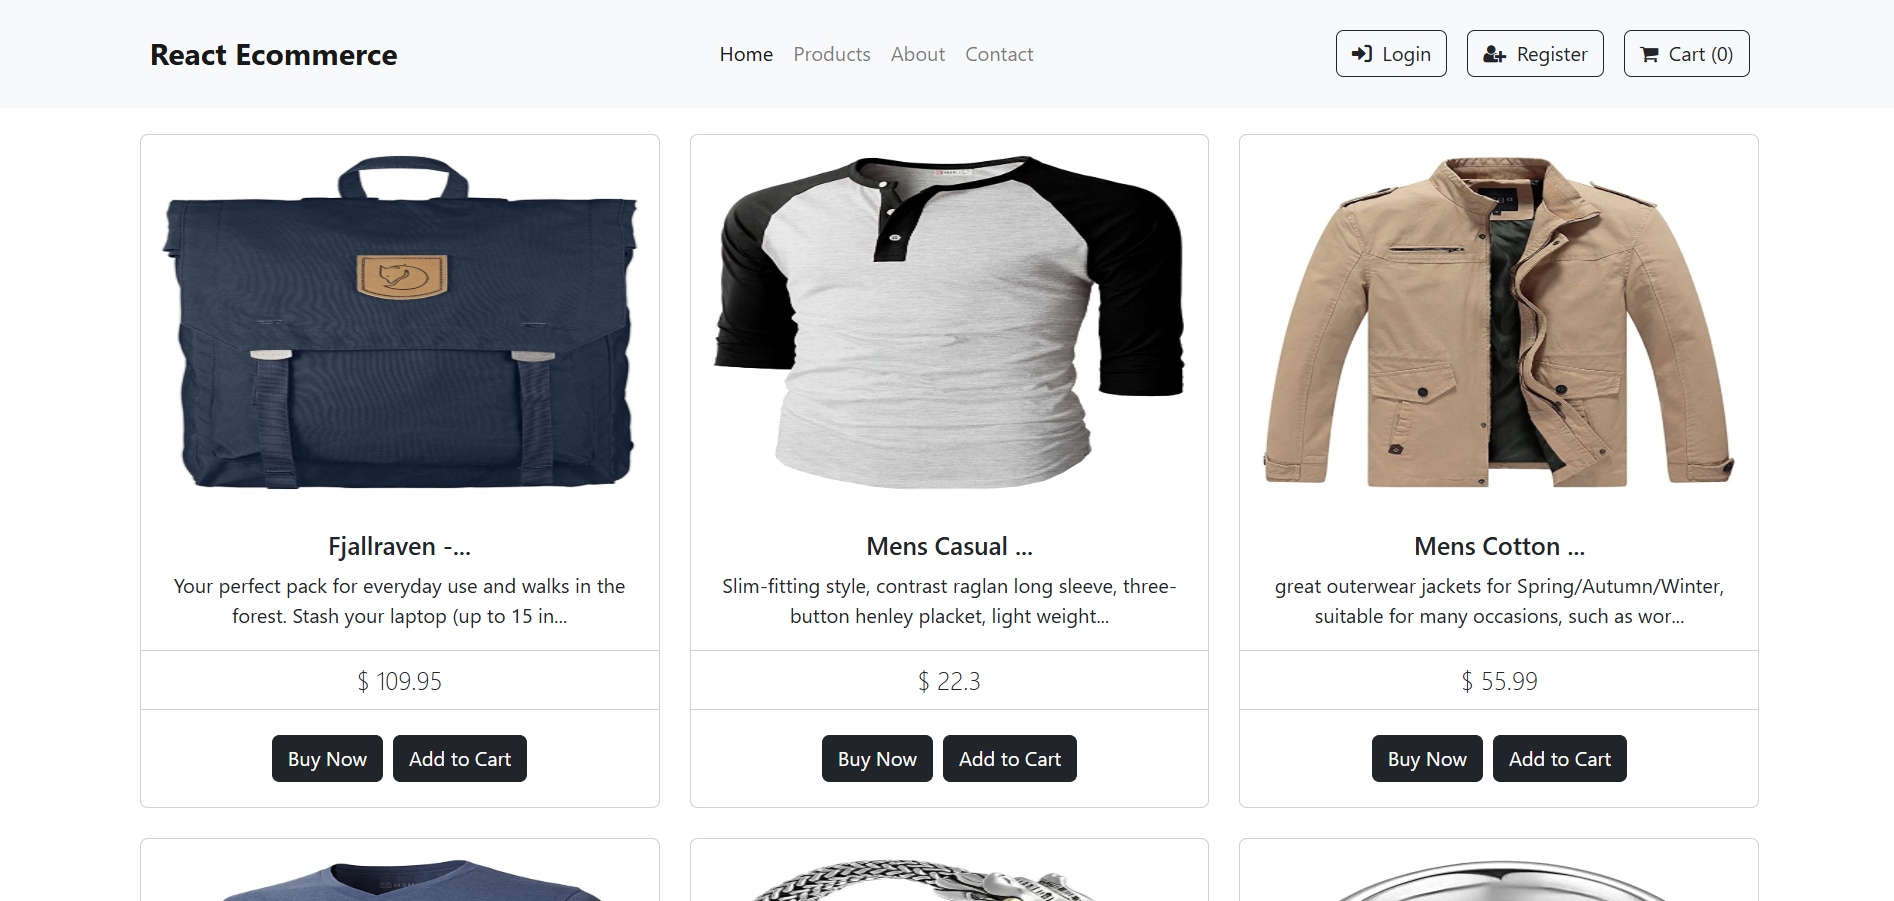 React Ecommerce
Home Products About Contact
Login Register Cart (0)
Fjallraven -...
Your perfect pack for everyday use and walks in the
forest. Stash your laptop (up to 15 in...
$ 109.95
Buy Now Add to Cart
Mens Casual ...
Slim-fitting style, contrast raglan long sleeve, three-
button henley placket, light weight...
$ 22.3
Buy Now Add to Cart
Mens Cotton ...
great outerwear jackets for Spring/Autumn/Winter,
suitable for many occasions, such as wor...
$ 55.99
Buy Now Add to Cart